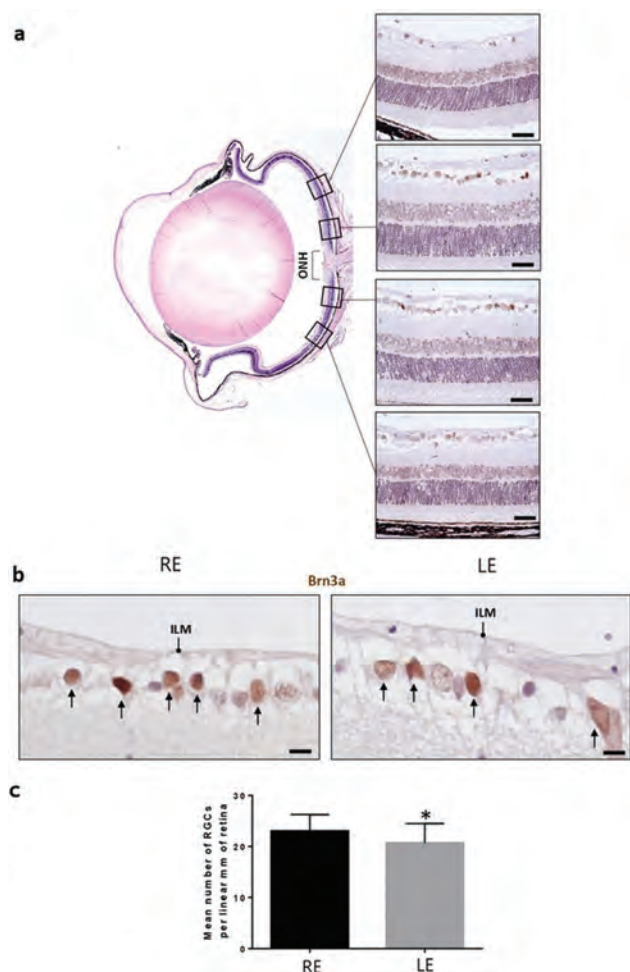 a
ONH
RE
LE
b
Brn3a
ILM
ILM
c
Mean number of RGCs
per linear mm of retina
30
20
10
0
*
RE
LE